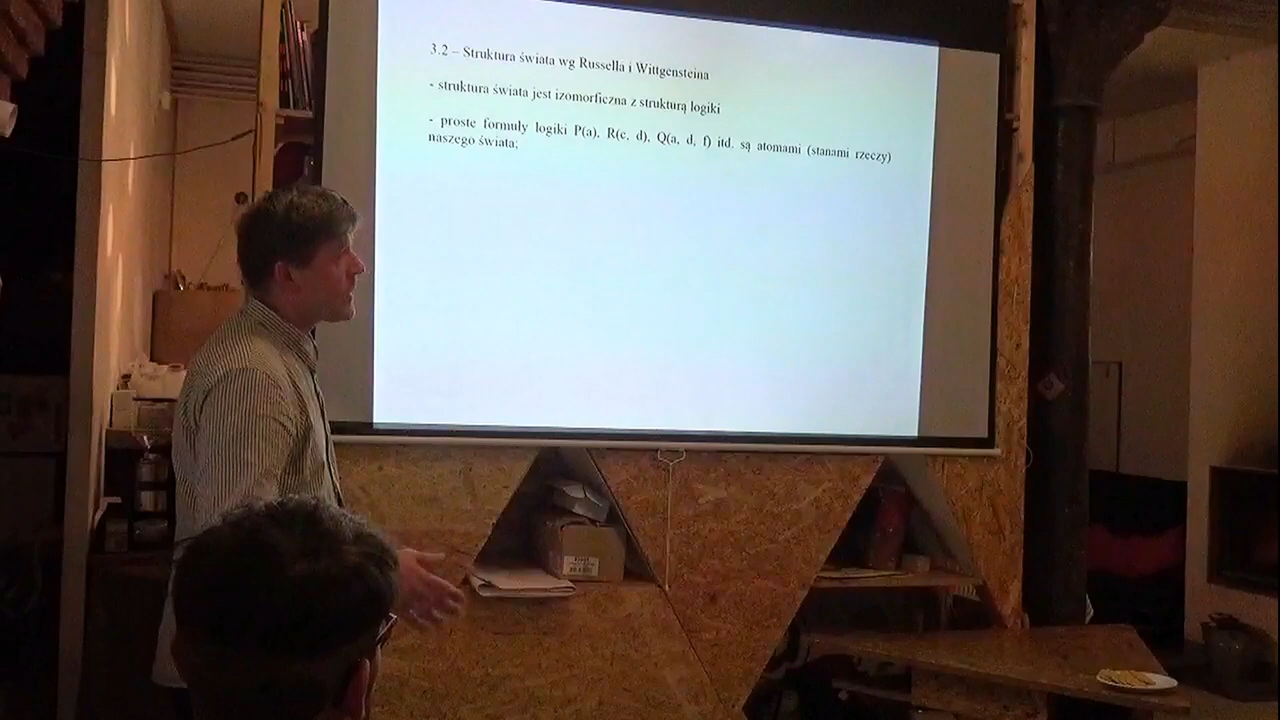 3.2 – Struktura świata wg Russella i Wittgensteina
- struktura świata jest izomorficzna z strukturą logiki
- proste formuły logiki P(a), R(c, d), Q(a, d, f) itd. są atomami (stanami rzeczy)
naszego świata;